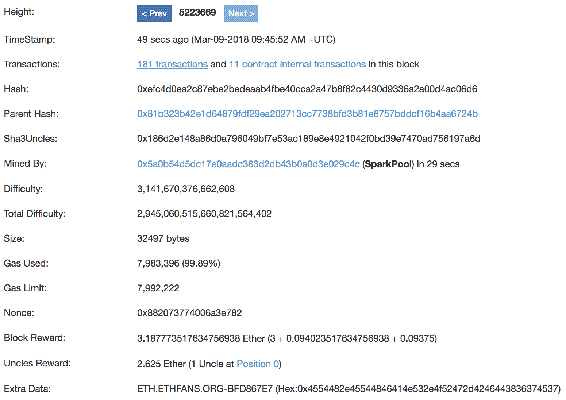 Height: < Prev 5223669 Next >
TimeStamp: 49 secs ago (Mar-09-2018 09:45:52 AM +UTC)
Transactions: 181 transactions and 11 contract internal transactions in this block
Hash: 0xefc4d0ea2c87ebe2bedeaab4fbe40cca2a47b8f82c4430d9336a2a00d4ac06d6
Parent Hash: 0x81b323b42e1d64879fdf29ea202713cc7738bfd3b81e8757bddcf16b4aa6724b
Sha3Uncles: 0x186d2e148a86d0a796049bf7e53ac189e8e4921042f0bd39e7470ad756197a6d
Mined By: 0x5a0b54d5dc17e0aadc383d2db43b0a0d3e029c4c (SparkPool) in 29 secs
Difficulty: 3,141,670,376,662,608
Total Difficulty: 2,945,060,515,660,821,564,402
Size: 32497 bytes
Gas Used: 7,983,396 (99.89%)
Gas Limit: 7,992,222
Nonce: 0x882073774006a3e782
Block Reward: 3.187773517634756938 Ether (3 + 0.094023517634756938 + 0.09375)
Uncles Reward: 2.625 Ether (1 Uncle at Position 0)
Extra Data: ETH.ETHFANS.ORG-BFD867E7 (Hex:0x4554482e45544846414e532e4f52472d4246443836374537)